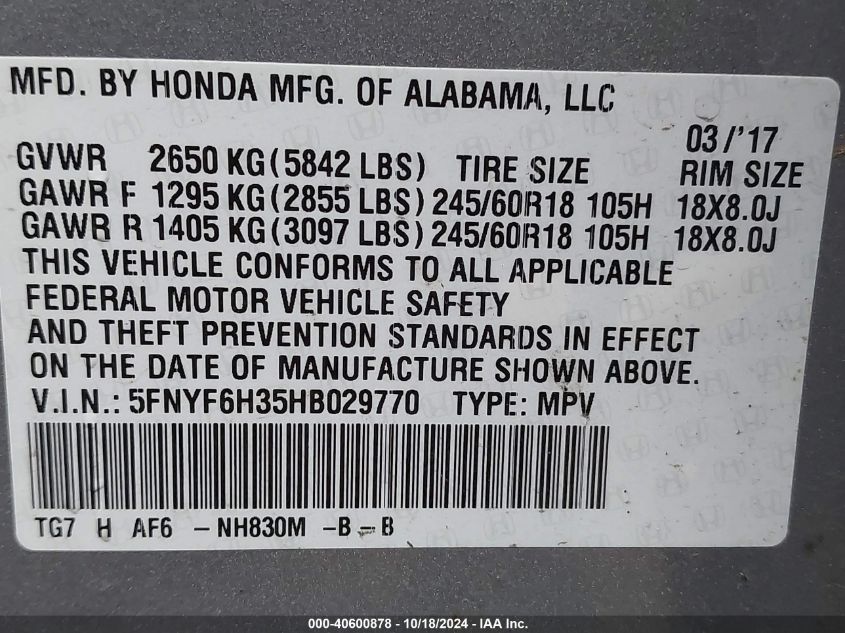 MFD. BY HONDA MFG. OF ALABAMA, LLC
03/'17
GVWR 2650 KG (5842 LBS) TIRE SIZE RIM SIZE
GAWR F 1295 KG (2855 LBS) 245/60R18 105H 18X8.0J
GAWR R 1405 KG (3097 LBS) 245/60R18 105H 18X8.0J
THIS VEHICLE CONFORMS TO ALL APPLICABLE
FEDERAL MOTOR VEHICLE SAFETY
AND THEFT PREVENTION STANDARDS IN EFFECT
ON THE DATE OF MANUFACTURE SHOWN ABOVE.
V.I.N.: 5FNYF6H35HB029770 TYPE: MPV
TG7 H AF6 -NH830M -B - B
000-40600878 - 10/18/2024 - IAA Inc.